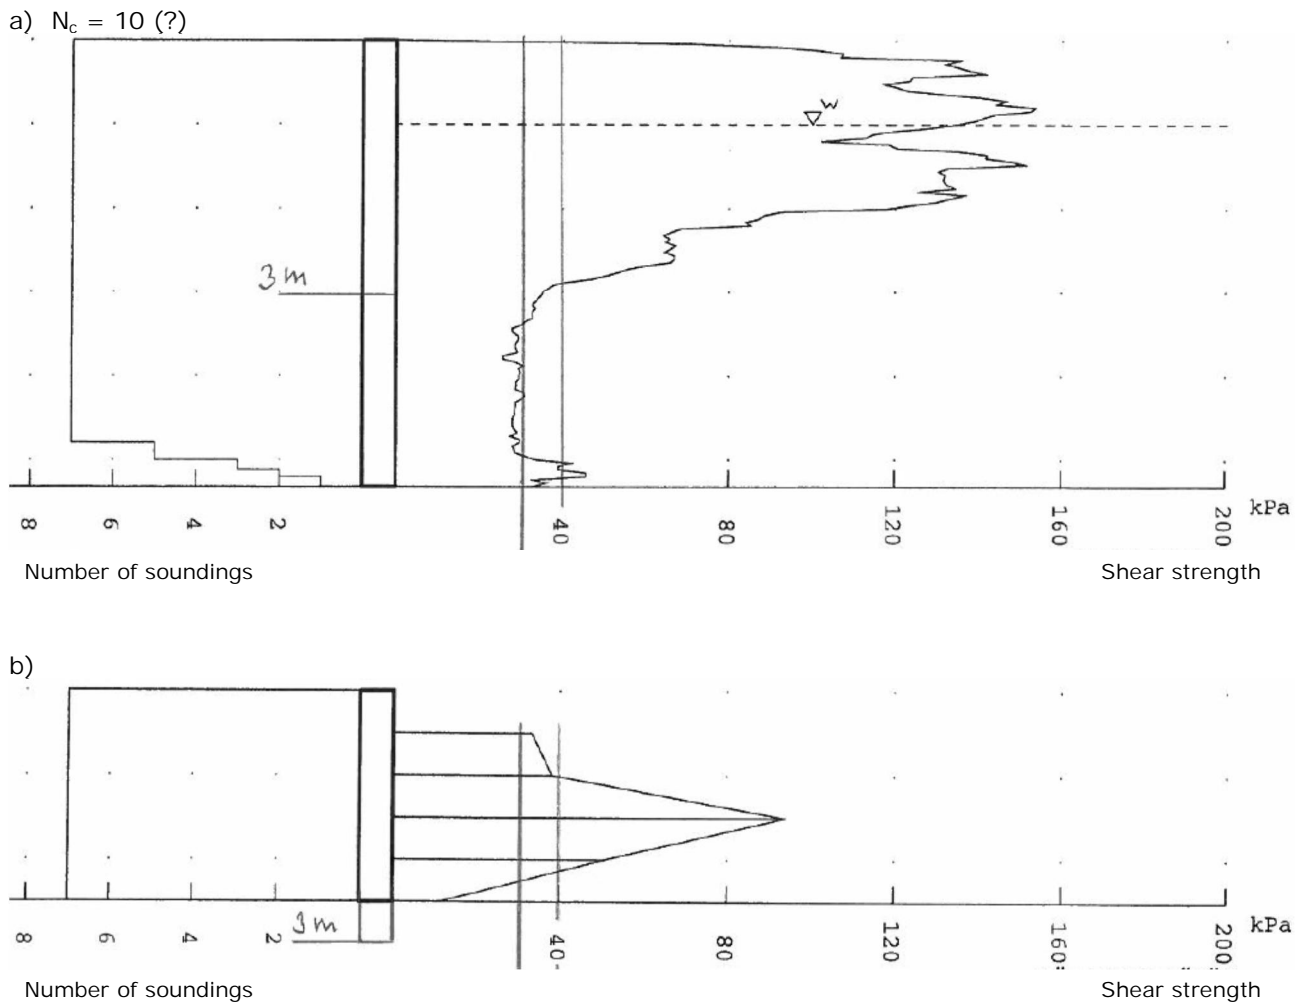 a) Nc = 10 (?)
w
3 m
8 6 4 2 40 80 120 160 200 kPa
Number of soundings Shear strength
b)
8 6 4 2 3 m 40- 80 120 160 200 kPa
Number of soundings Shear strength